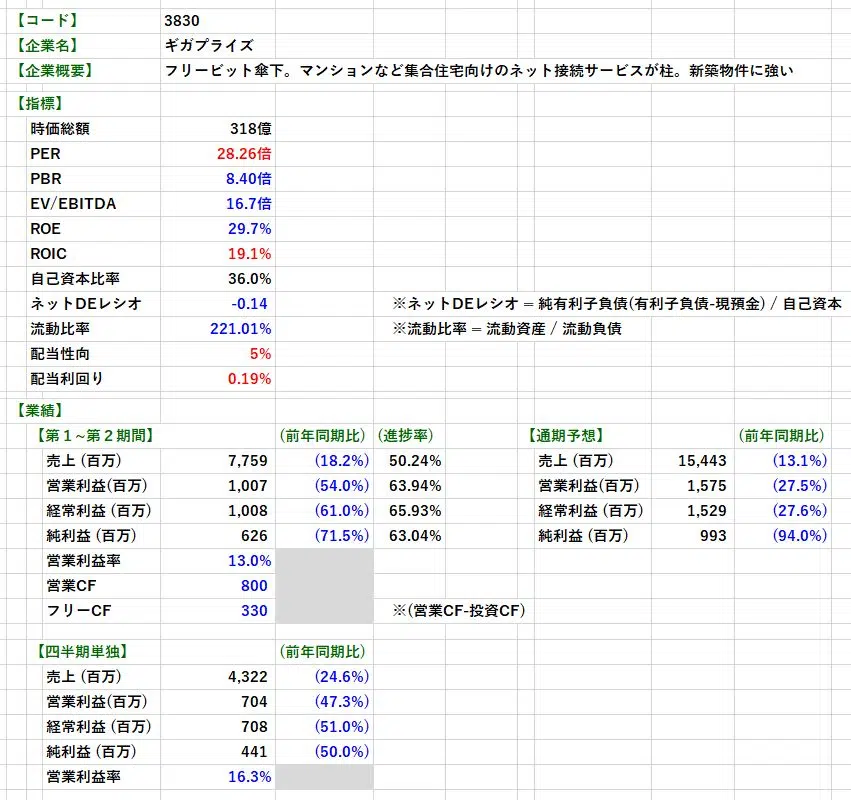 【コード】 3830
【企業名】 ギガプライズ
【企業概要】 フリービット傘下。マンションなど集合住宅向けのネット接続サービスが柱。新築物件に強い
【指標】
時価総額 318億
PER 28.26倍
PBR 8.40倍
EV/EBITDA 16.7倍
ROE 29.7%
ROIC 19.1%
自己資本比率 36.0%
ネットDEレシオ -0.14 ※ネットDEレシオ = 純有利子負債(有利子負債-現預金) / 自己資本
流動比率 221.01% ※流動比率 = 流動資産 / 流動負債
配当性向 5%
配当利回り 0.19%
【業績】
【第１~第２期間】 (前年同期比) (進捗率) 【通期予想】 (前年同期比)
売上 (百万) 7,759 (18.2%) 50.24% 売上 (百万) 15,443 (13.1%)
営業利益(百万) 1,007 (54.0%) 63.94% 営業利益(百万) 1,575 (27.5%)
経常利益 (百万) 1,008 (61.0%) 65.93% 経常利益 (百万) 1,529 (27.6%)
純利益 (百万) 626 (71.5%) 63.04% 純利益 (百万) 993 (94.0%)
営業利益率 13.0%
営業CF 800
フリーCF 330 ※(営業CF-投資CF)
【四半期単独】 (前年同期比)
売上 (百万) 4,322 (24.6%)
営業利益(百万) 704 (47.3%)
経常利益 (百万) 708 (51.0%)
純利益 (百万) 441 (50.0%)
営業利益率 16.3%